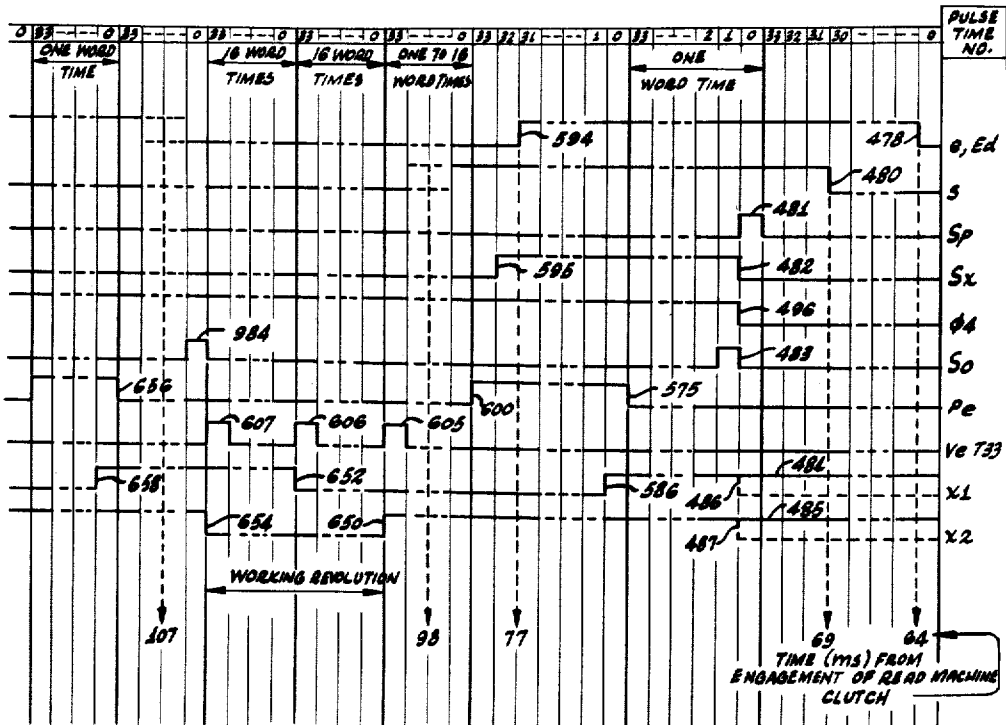 PULSE
TIME
NO.
0 33 ---- 0 33 --- 0 33 --- 0 33 --- 0 33 --- 0 33 32 31 --- 1 0 33 --- 2 1 0 33 32 31 30 ---- 0
ONE WORD
TIME
16 WORD
TIMES
16 WORD
TIMES
ONE TO 16
WORD TIMES
ONE
WORD TIME
594
478
e, Ed
480
S
481
Sp
595
482
Sx
496
Φ4
984
483
So
656
600
575
Pe
607
606
605
Ve T33
658
652
586
486
x1
654
650
487
485
x2
WORKING REVOLUTION
107
98
77
69
64
TIME (ms) FROM
ENGAGEMENT OF READ MACHINE
CLUTCH